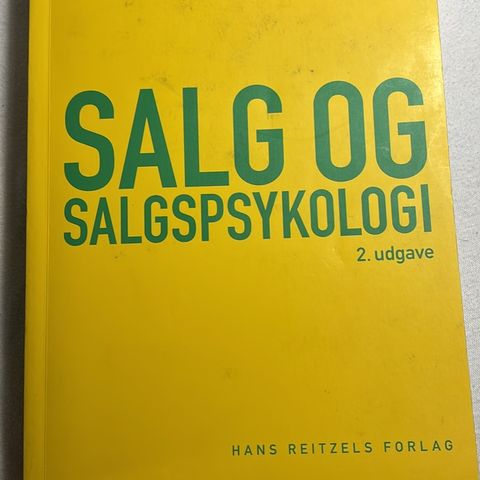 SALG OG
SALGSPSYKOLOGI
2. udgave
HANS REITZELS FORLAG